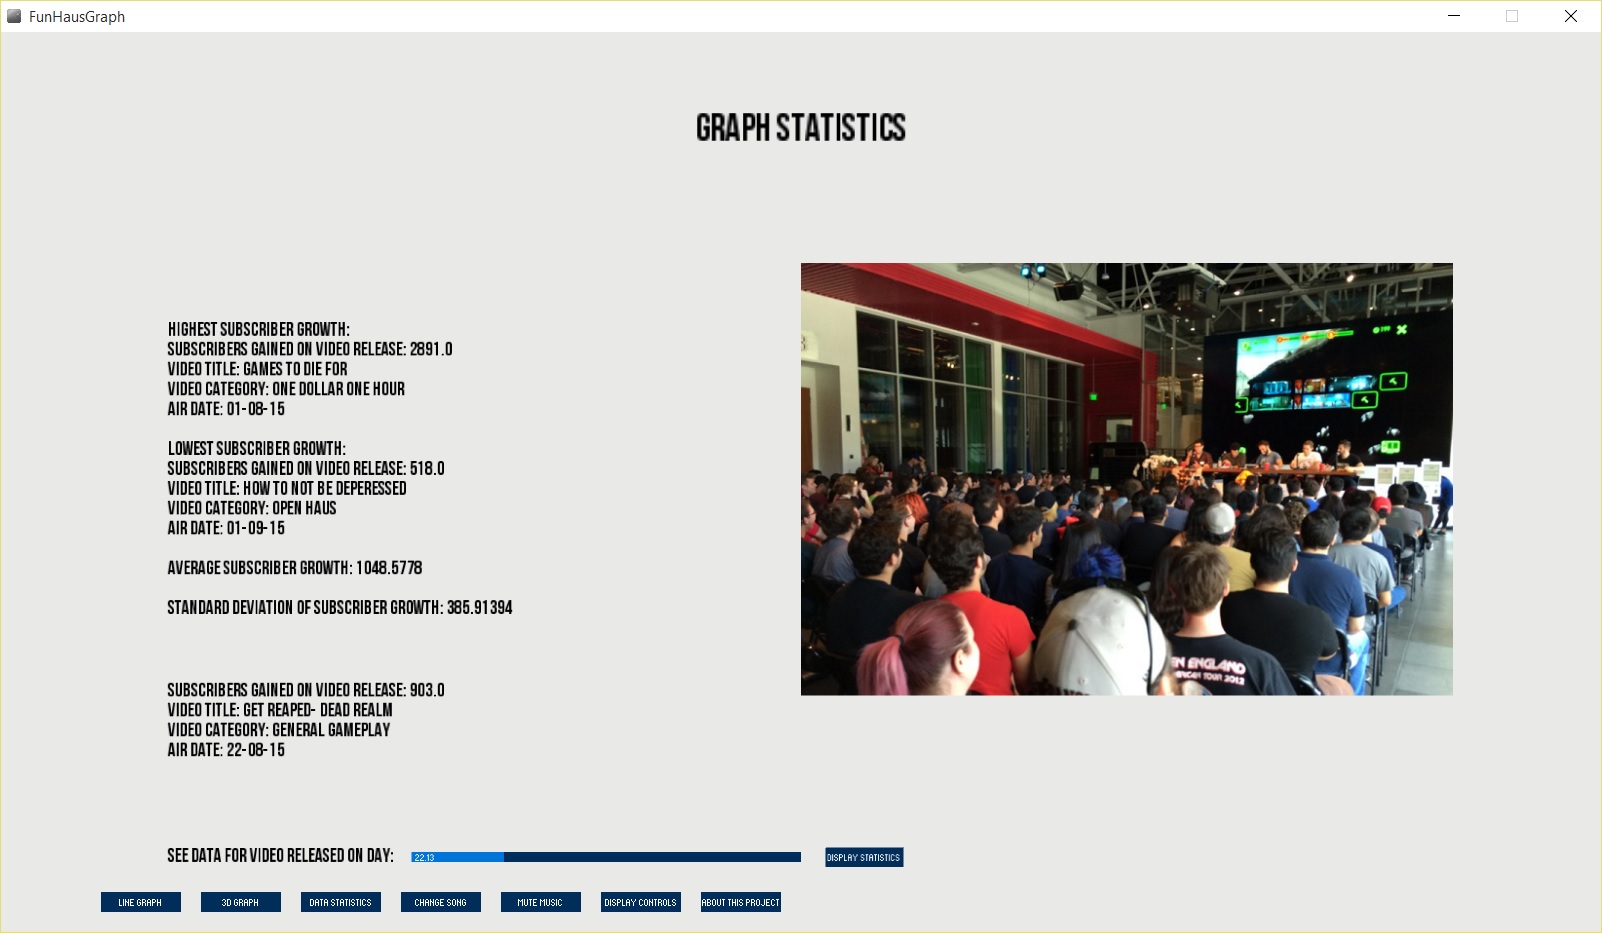 FunHausGraph
GRAPH STATISTICS
HIGHEST SUBSCRIBER GROWTH:
SUBSCRIBERS GAINED ON VIDEO RELEASE: 2891.0
VIDEO TITLE: GAMES TO DIE FOR
VIDEO CATEGORY: ONE DOLLAR ONE HOUR
AIR DATE: 01-08-15
LOWEST SUBSCRIBER GROWTH:
SUBSCRIBERS GAINED ON VIDEO RELEASE: 518.0
VIDEO TITLE: HOW TO NOT BE DEPERESSED
VIDEO CATEGORY: OPEN HAUS
AIR DATE: 01-09-15
AVERAGE SUBSCRIBER GROWTH: 1048.5778
STANDARD DEVIATION OF SUBSCRIBER GROWTH: 385.91394
EN ENGLAND
TOUR 2012
SUBSCRIBERS GAINED ON VIDEO RELEASE: 903.0
VIDEO TITLE: GET REAPED- DEAD REALM
VIDEO CATEGORY: GENERAL GAMEPLAY
AIR DATE: 22-08-15
SEE DATA FOR VIDEO RELEASED ON DAY:
22.13
DISPLAY STATISTICS
LINE GRAPH
3D GRAPH
DATA STATISTICS
CHANGE SONG
MUTE MUSIC
DISPLAY CONTROLS
ABOUT THIS PROJECT